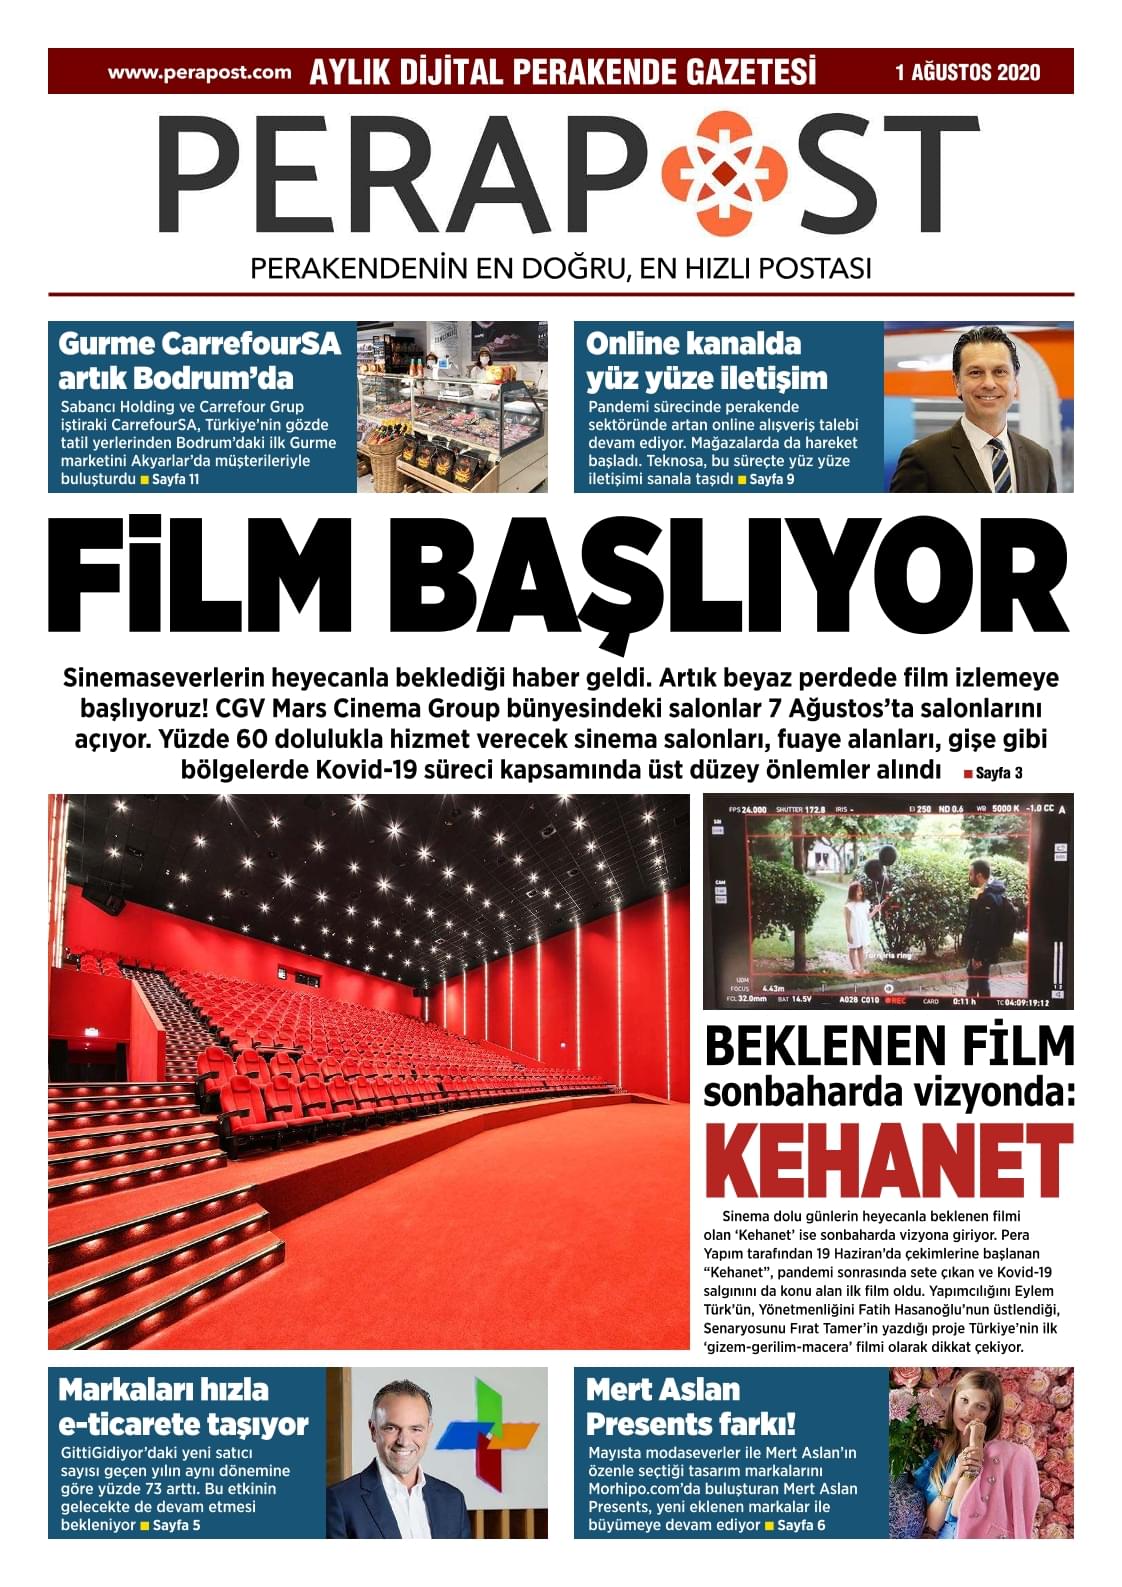 www.perapost.com AYLIK DİJİTAL PERAKENDE GAZETESİ 1 AĞUSTOS 2020
PERAPOST
PERAKENDENİN EN DOĞRU, EN HIZLI POSTASI
Gurme CarrefourSA
artık Bodrum’da
Sabancı Holding ve Carrefour Grup
iştiraki CarrefourSA, Türkiye’nin gözde
tatil yerlerinden Bodrum’daki ilk Gurme
marketini Akyarlar’da müşterileriyle
buluşturdu ■ Sayfa 11
Online kanalda
yüz yüze iletişim
Pandemi sürecinde perakende
sektöründe artan online alışveriş talebi
devam ediyor. Mağazalarda da hareket
başladı. Teknosa, bu süreçte yüz yüze
iletişimi sanala taşıdı ■ Sayfa 9
FİLM BAŞLIYOR
Sinemaseverlerin heyecanla beklediği haber geldi. Artık beyaz perdede film izlemeye
başlıyoruz! CGV Mars Cinema Group bünyesindeki salonlar 7 Ağustos’ta salonlarını
açıyor. Yüzde 60 dolulukla hizmet verecek sinema salonları, fuaye alanları, gişe gibi
bölgelerde Kovid-19 süreci kapsamında üst düzey önlemler alındı ■ Sayfa 3
FPS 24.000 SHUTTER 172.8 IRIS - EI 250 ND 0.6 WB 5000 K -1.0 CC A
CAM
Turn iris ring
FOCUS 4.43m
FCL 32.0mm BAT 14.5V A028 C010 REC CARD 0:11 h TC 04:09:19:12
BEKLENEN FİLM
sonbaharda vizyonda:
KEHANET
Sinema dolu günlerin heyecanla beklenen filmi
olan ‘Kehanet’ ise sonbaharda vizyona giriyor. Pera
Yapım tarafından 19 Haziran’da çekimlerine başlanan
“Kehanet”, pandemi sonrasında sete çıkan ve Kovid-19
salgınını da konu alan ilk film oldu. Yapımcılığını Eylem
Türk’ün, Yönetmenliğini Fatih Hasanoğlu’nun üstlendiği,
Senaryosunu Fırat Tamer’in yazdığı proje Türkiye’nin ilk
‘gizem-gerilim-macera’ filmi olarak dikkat çekiyor.
Markaları hızla
e-ticarete taşıyor
GittiGidiyor’daki yeni satıcı
sayısı geçen yılın aynı dönemine
göre yüzde 73 arttı. Bu etkinin
gelecekte de devam etmesi
bekleniyor ■ Sayfa 5
Mert Aslan
Presents farkı!
Mayısta modaseverler ile Mert Aslan’ın
özenle seçtiği tasarım markalarını
Morhipo.com’da buluşturan Mert Aslan
Presents, yeni eklenen markalar ile
büyümeye devam ediyor ■ Sayfa 6